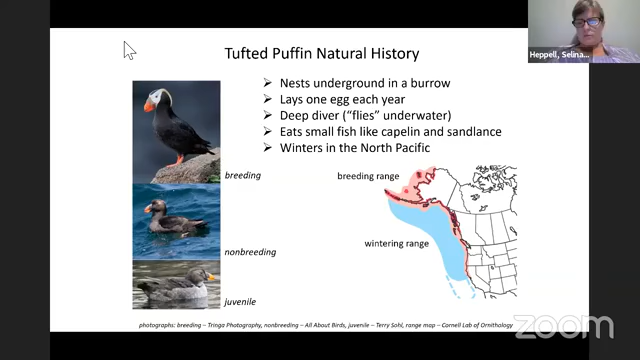 Heppell, Selina...
Tufted Puffin Natural History
➢ Nests underground in a burrow
➢ Lays one egg each year
➢ Deep diver (“flies” underwater)
➢ Eats small fish like capelin and sandlance
➢ Winters in the North Pacific
breeding
nonbreeding
juvenile
breeding range
wintering range
photographs: breeding – Tringa Photography, nonbreeding – All About Birds, juvenile – Terry Sohl, range map – Cornell Lab of Ornithology
zoom